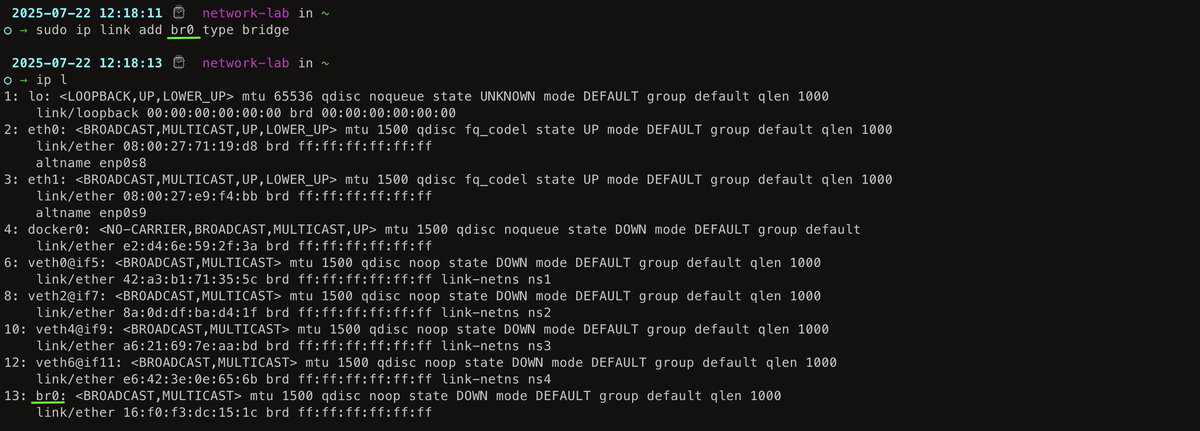 2025-07-22 12:18:11 network-lab in ~
○ → sudo ip link add br0 type bridge
2025-07-22 12:18:13 network-lab in ~
○ → ip l
1: lo: <LOOPBACK,UP,LOWER_UP> mtu 65536 qdisc noqueue state UNKNOWN mode DEFAULT group default qlen 1000
link/loopback 00:00:00:00:00:00 brd 00:00:00:00:00:00
2: eth0: <BROADCAST,MULTICAST,UP,LOWER_UP> mtu 1500 qdisc fq_codel state UP mode DEFAULT group default qlen 1000
link/ether 08:00:27:71:19:d8 brd ff:ff:ff:ff:ff:ff
altname enp0s8
3: eth1: <BROADCAST,MULTICAST,UP,LOWER_UP> mtu 1500 qdisc fq_codel state UP mode DEFAULT group default qlen 1000
link/ether 08:00:27:e9:f4:bb brd ff:ff:ff:ff:ff:ff
altname enp0s9
4: docker0: <NO-CARRIER,BROADCAST,MULTICAST,UP> mtu 1500 qdisc noqueue state DOWN mode DEFAULT group default
link/ether e2:d4:6e:59:2f:3a brd ff:ff:ff:ff:ff:ff
6: veth0@if5: <BROADCAST,MULTICAST> mtu 1500 qdisc noop state DOWN mode DEFAULT group default qlen 1000
link/ether 42:a3:b1:71:35:5c brd ff:ff:ff:ff:ff:ff link-netns ns1
8: veth2@if7: <BROADCAST,MULTICAST> mtu 1500 qdisc noop state DOWN mode DEFAULT group default qlen 1000
link/ether 8a:0d:df:ba:d4:1f brd ff:ff:ff:ff:ff:ff link-netns ns2
10: veth4@if9: <BROADCAST,MULTICAST> mtu 1500 qdisc noop state DOWN mode DEFAULT group default qlen 1000
link/ether a6:21:69:7e:aa:bd brd ff:ff:ff:ff:ff:ff link-netns ns3
12: veth6@if11: <BROADCAST,MULTICAST> mtu 1500 qdisc noop state DOWN mode DEFAULT group default qlen 1000
link/ether e6:42:3e:0e:65:6b brd ff:ff:ff:ff:ff:ff link-netns ns4
13: br0: <BROADCAST,MULTICAST> mtu 1500 qdisc noop state DOWN mode DEFAULT group default qlen 1000
link/ether 16:f0:f3:dc:15:1c brd ff:ff:ff:ff:ff:ff